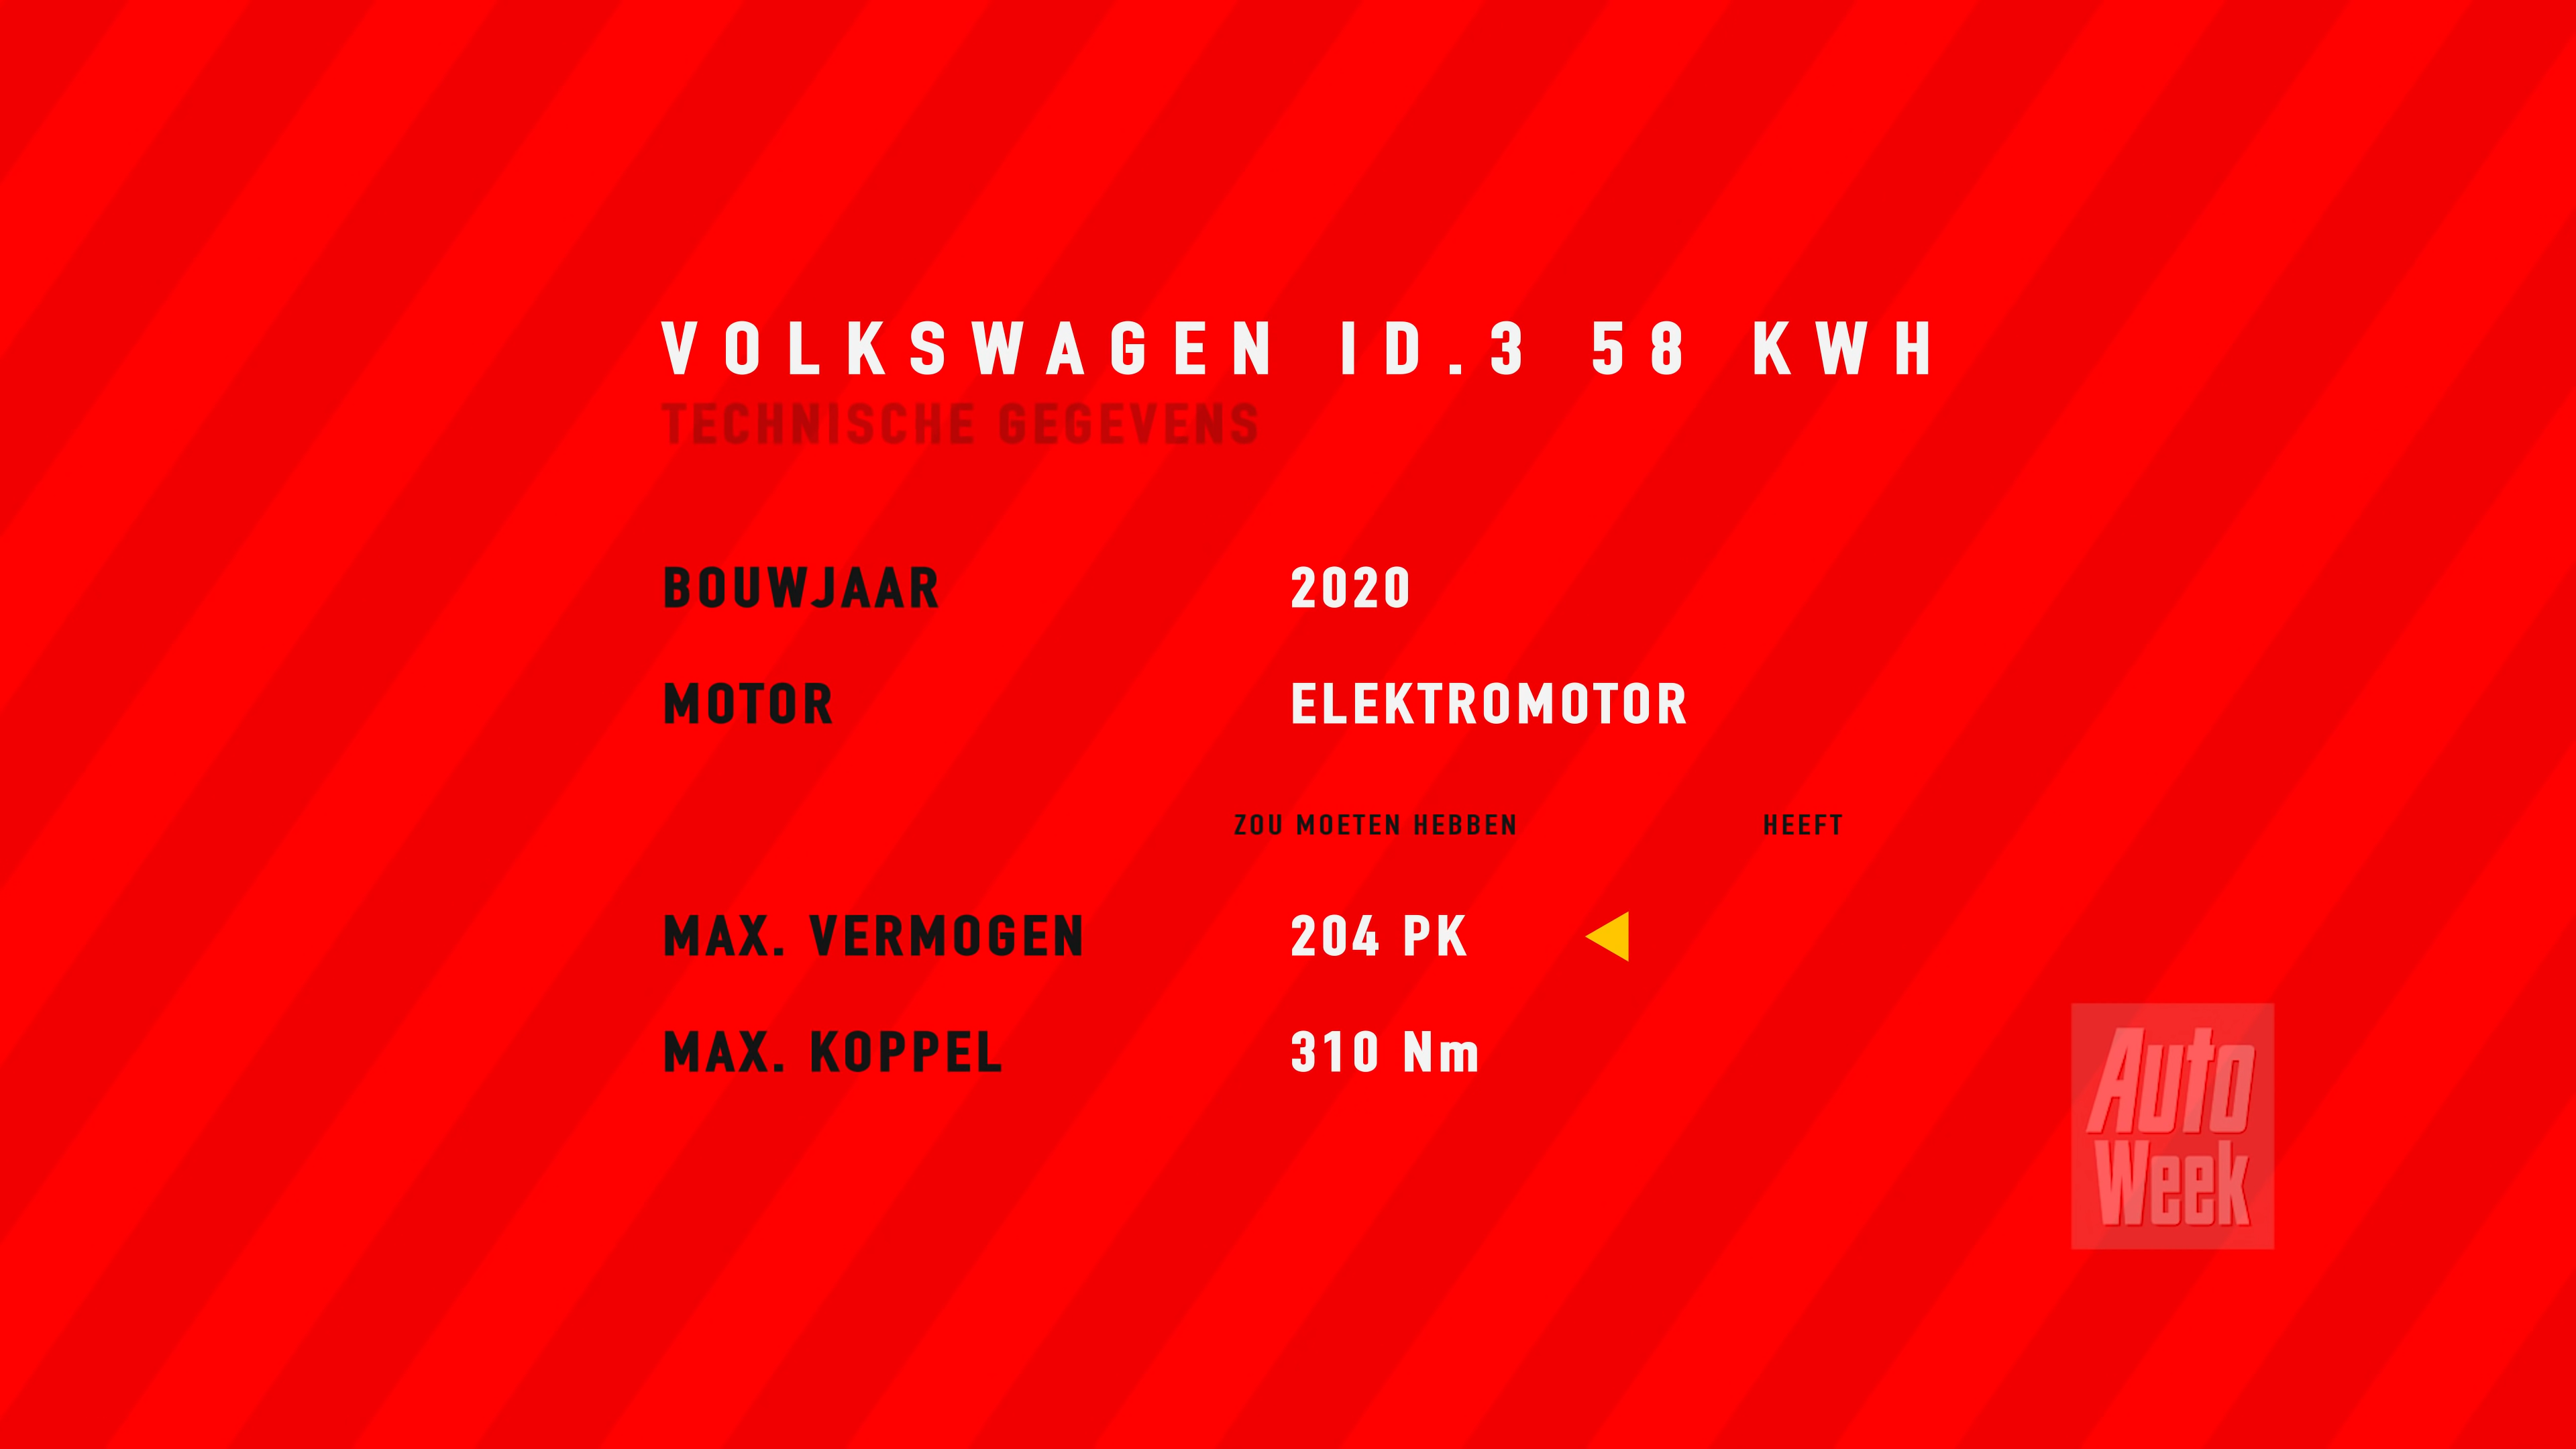 VOLKSWAGEN ID.3 58 KWH
TECHNISCHE GEGEVENS
BOUWJAAR 2020
MOTOR ELEKTROMOTOR
ZOU MOETEN HEBBEN HEEFT
MAX. VERMOGEN 204 PK
MAX. KOPPEL 310 Nm
Auto
Week